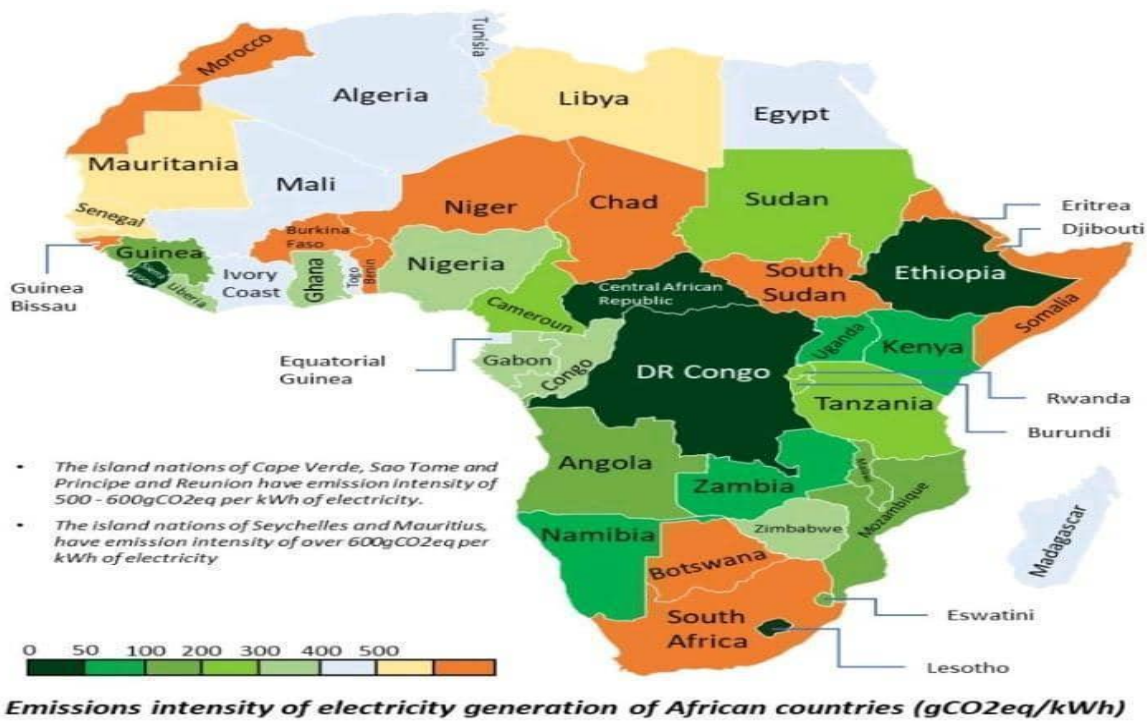 Morocco
Tunisia
Algeria
Libya
Egypt
Mauritania
Mali
Niger
Chad
Sudan
Eritrea
Djibouti
Senegal
Burkina
Faso
Guinea
Guinea
Bissau
Sierra
Leone
Liberia
Ivory
Coast
Ghana
Togo
Benin
Nigeria
Cameroun
Central African
Republic
South
Sudan
Ethiopia
Somalia
Equatorial
Guinea
Gabon
Congo
DR Congo
Uganda
Kenya
Rwanda
Burundi
Tanzania
Angola
Zambia
Malawi
Mozambique
Zimbabwe
Namibia
Botswana
Madagascar
South
Africa
Eswatini
Lesotho
• The island nations of Cape Verde, Sao Tome and
Principe and Reunion have emission intensity of
500 - 600gCO2eq per kWh of electricity.
• The island nations of Seychelles and Mauritius,
have emission intensity of over 600gCO2eq per
kWh of electricity
0 50 100 200 300 400 500
Emissions intensity of electricity generation of African countries (gCO2eq/kWh)